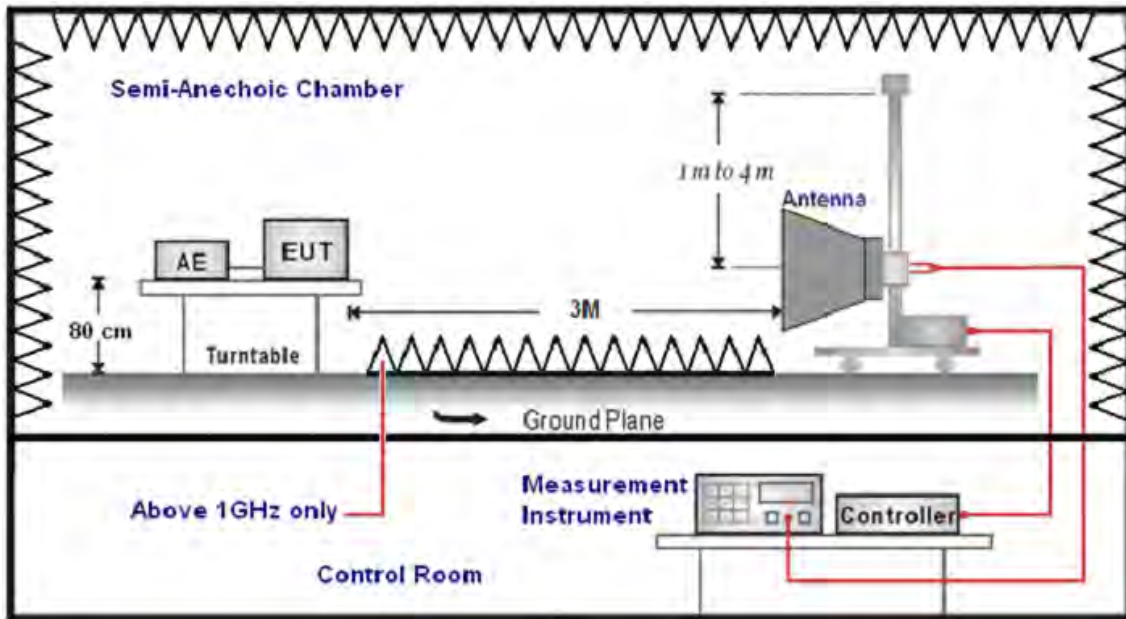 Semi-Anechoic Chamber
1 m to 4 m
Antenna
AE
EUT
3M
80 cm
Turntable
Ground Plane
Above 1GHz only
Measurement
Instrument
Controller
Control Room